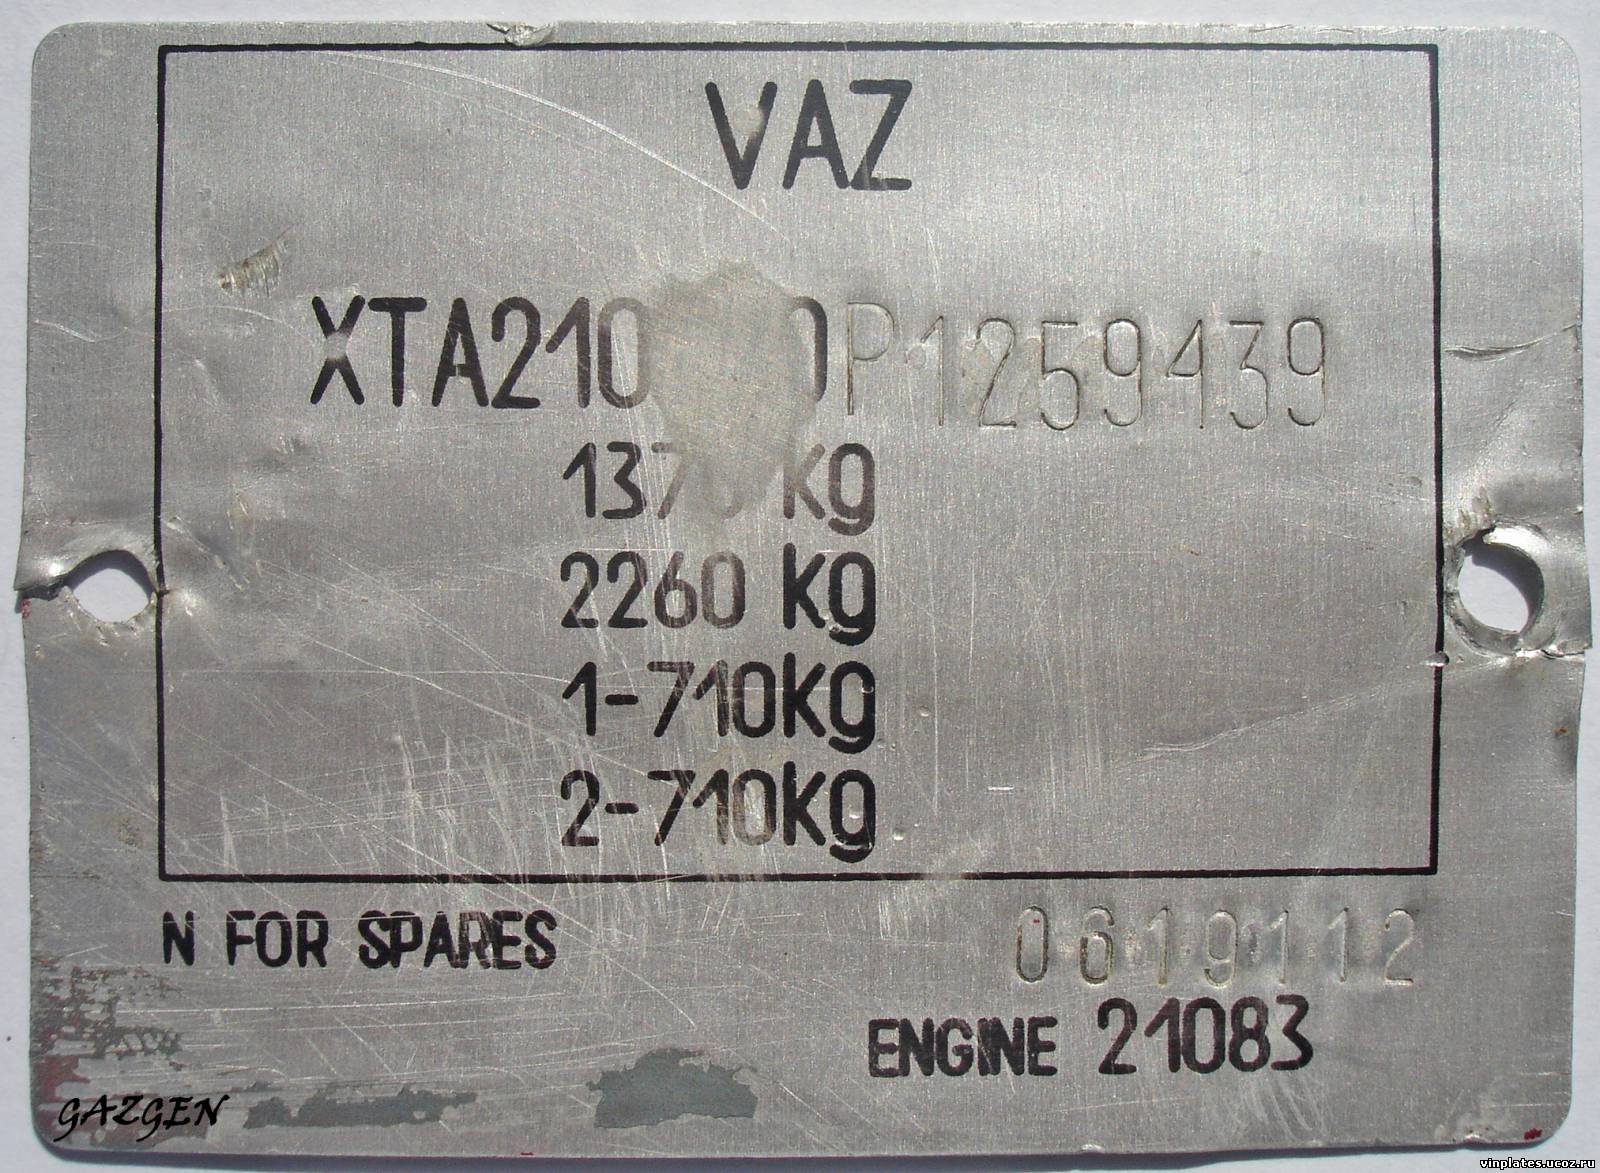 VAZ
XTA210 0P1259439
137 kg
2260 kg
1-710kg
2-710kg
N FOR SPARES
0619112
ENGINE 21083
GAZGEN
vinplates.ucoz.ru